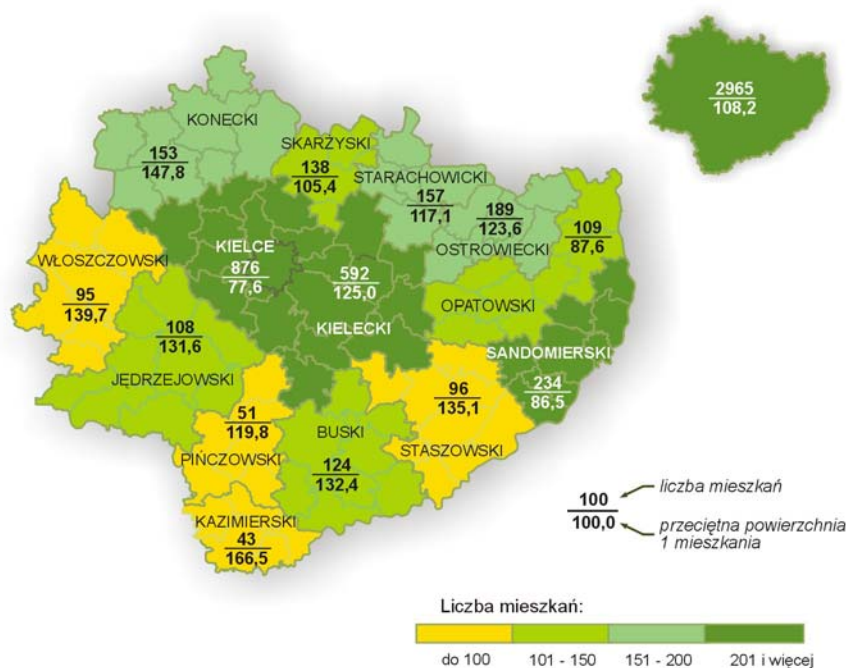 2965
108,2
KONECKI
153
147,8
SKARŻYSKI
138
105,4
STARACHOWICKI
157
117,1
189
123,6
OSTROWIECKI
109
87,6
OPATOWSKI
WŁOSZCZOWSKI
95
139,7
KIELCE
876
77,6
592
125,0
KIELECKI
SANDOMIERSKI
234
86,5
108
131,6
JĘDRZEJOWSKI
51
119,8
PIŃCZOWSKI
BUSKI
124
132,4
96
135,1
STASZOWSKI
KAZIMIERSKI
43
166,5
100
100,0
liczba mieszkań
przeciętna powierzchnia
1 mieszkania
Liczba mieszkań:
do 100
101 - 150
151 - 200
201 i więcej